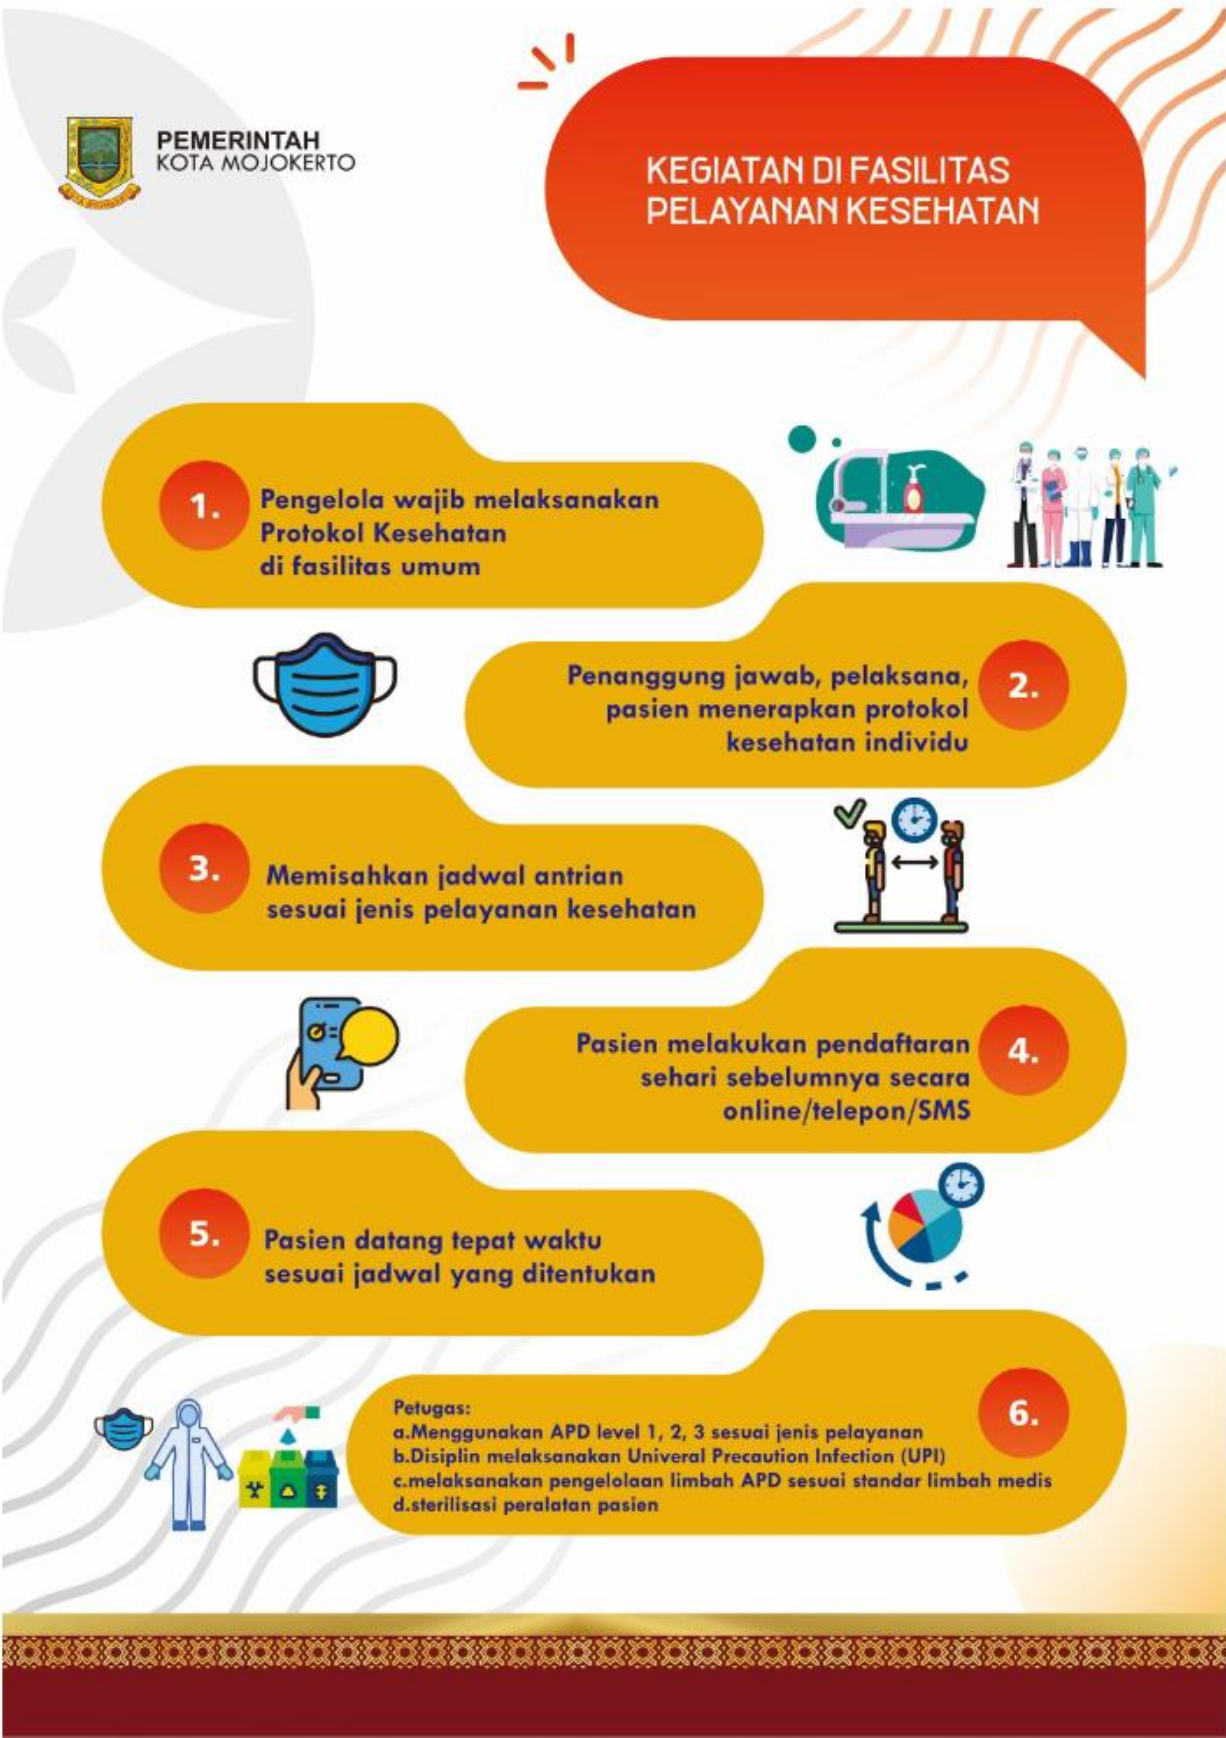 PEMERINTAH
KOTA MOJOKERTO
KEGIATAN DI FASILITAS
PELAYANAN KESEHATAN
1.
Pengelola wajib melaksanakan
Protokol Kesehatan
di fasilitas umum
2.
Penanggung jawab, pelaksana,
pasien menerapkan protokol
kesehatan individu
3.
Memisahkan jadwal antrian
sesuai jenis pelayanan kesehatan
4.
Pasien melakukan pendaftaran
sehari sebelumnya secara
online/telepon/SMS
5.
Pasien datang tepat waktu
sesuai jadwal yang ditentukan
6.
Petugas:
a.Menggunakan APD level 1, 2, 3 sesuai jenis pelayanan
b.Disiplin melaksanakan Univeral Precaution Infection (UPI)
c.melaksanakan pengelolaan limbah APD sesuai standar limbah medis
d.sterilisasi peralatan pasien